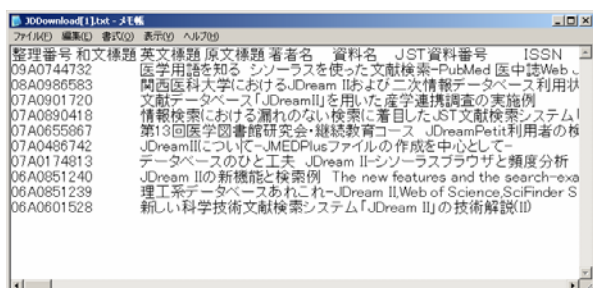 JDDownload[1].txt - メモ帳
ファイル(F) 編集(E) 書式(O) 表示(V) ヘルプ(H)
整理番号 和文標題 英文標題 原文標題 著者名 資料名 JST資料番号 ISSN
09A0744732 医学用語を知る シソーラスを使った文献検索-PubMed 医中誌Web J
08A0986583 関西医科大学におけるJDream IIおよび二次情報データベース利用状
07A0901720 文献データベース「JDreamII」を用いた産学連携調査の実施例
07A0890418 情報検索における漏れのない検索に着目したJST文献検索システム「
07A0655867 第13回医学図書館研究会・継続教育コース JDreamPetit利用者の検
07A0486742 JDreamIIについて-JMEDPlusファイルの作成を中心として-
07A0174813 データベースのひと工夫 JDream II-シソーラスブラウザと頻度分析
06A0851240 JDream IIの新機能と検索例 The new features and the search-exa
06A0851239 理工系データベースあれこれ-JDream II,Web of Science,SciFinder S
06A0601528 新しい科学技術文献検索システム「JDream II」の技術解説(II)